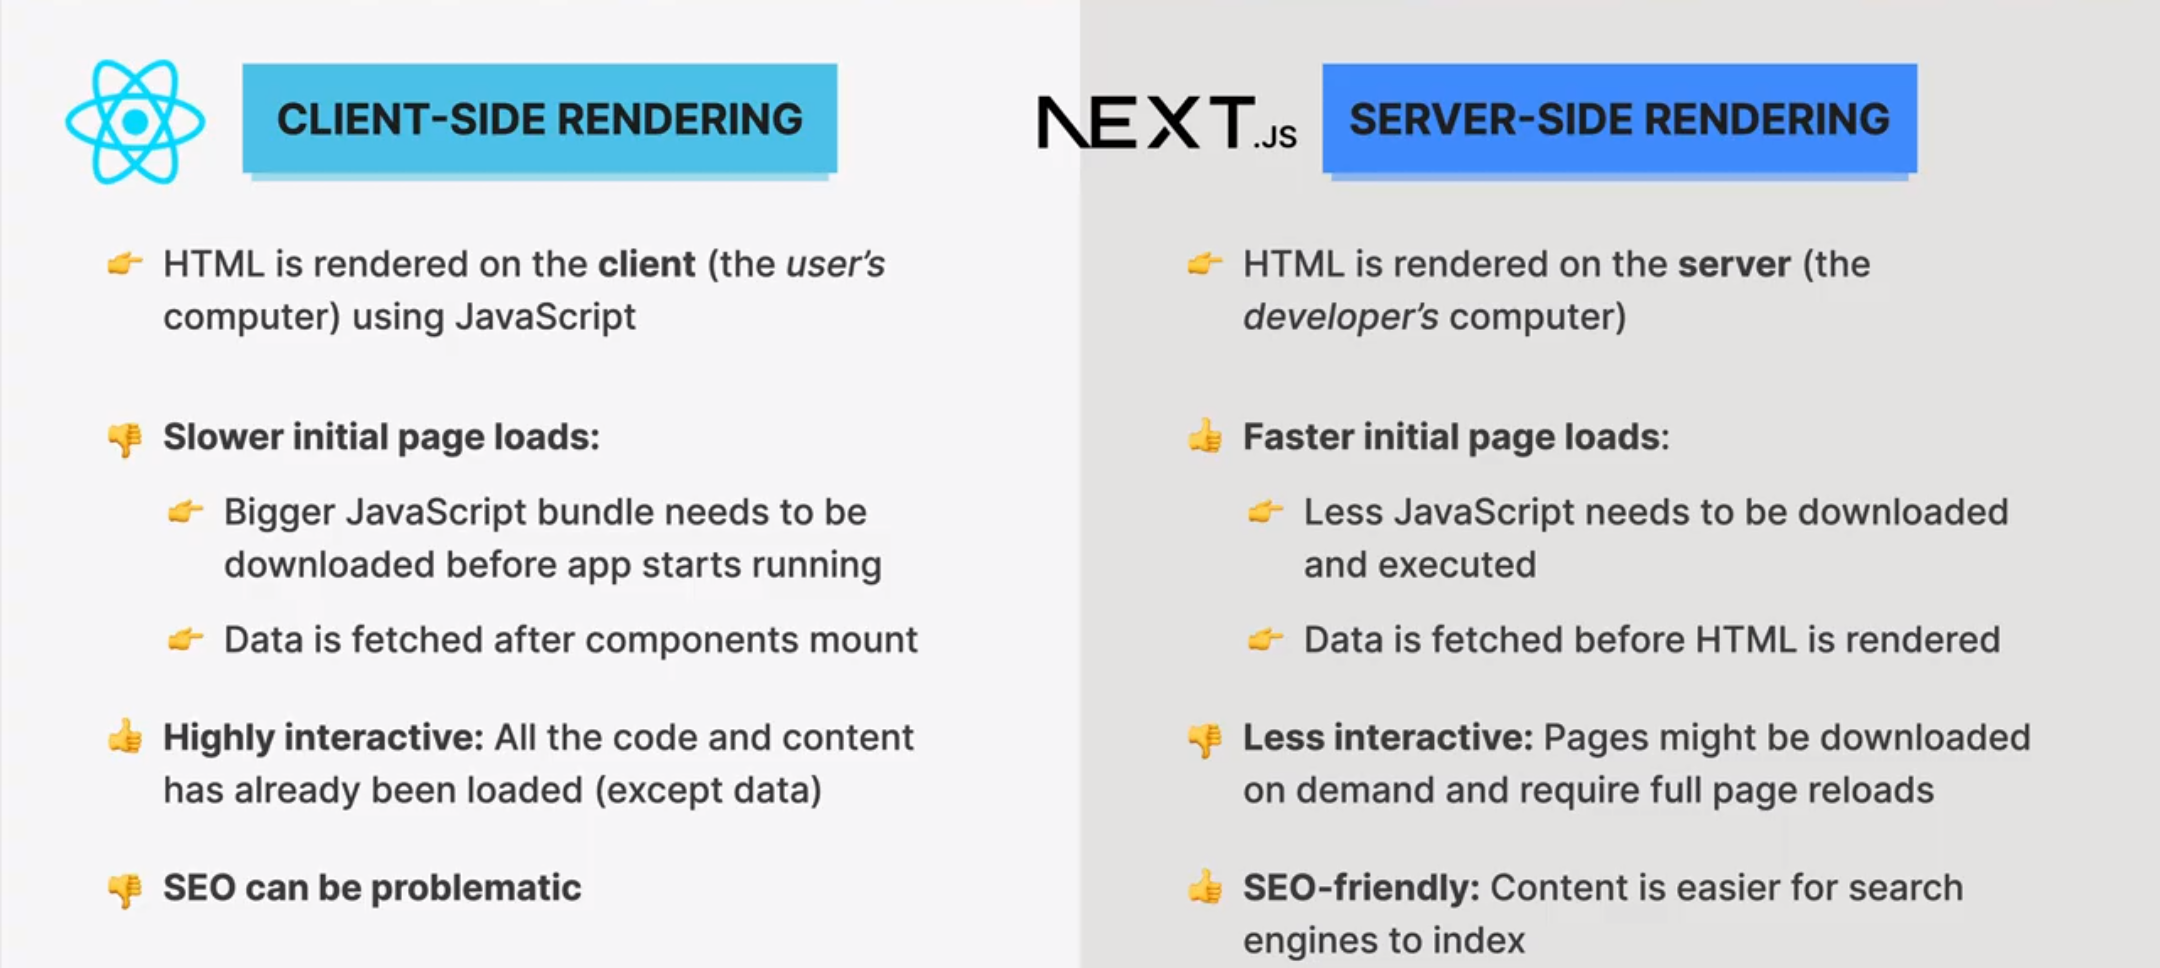 CLIENT-SIDE RENDERING
👉 HTML is rendered on the client (the user's
computer) using JavaScript
👎 Slower initial page loads:
👉 Bigger JavaScript bundle needs to be
downloaded before app starts running
👉 Data is fetched after components mount
👍 Highly interactive: All the code and content
has already been loaded (except data)
👎 SEO can be problematic
NEXT.JS
SERVER-SIDE RENDERING
👉 HTML is rendered on the server (the
developer's computer)
👍 Faster initial page loads:
👉 Less JavaScript needs to be downloaded
and executed
👉 Data is fetched before HTML is rendered
👎 Less interactive: Pages might be downloaded
on demand and require full page reloads
👍 SEO-friendly: Content is easier for search
engines to index